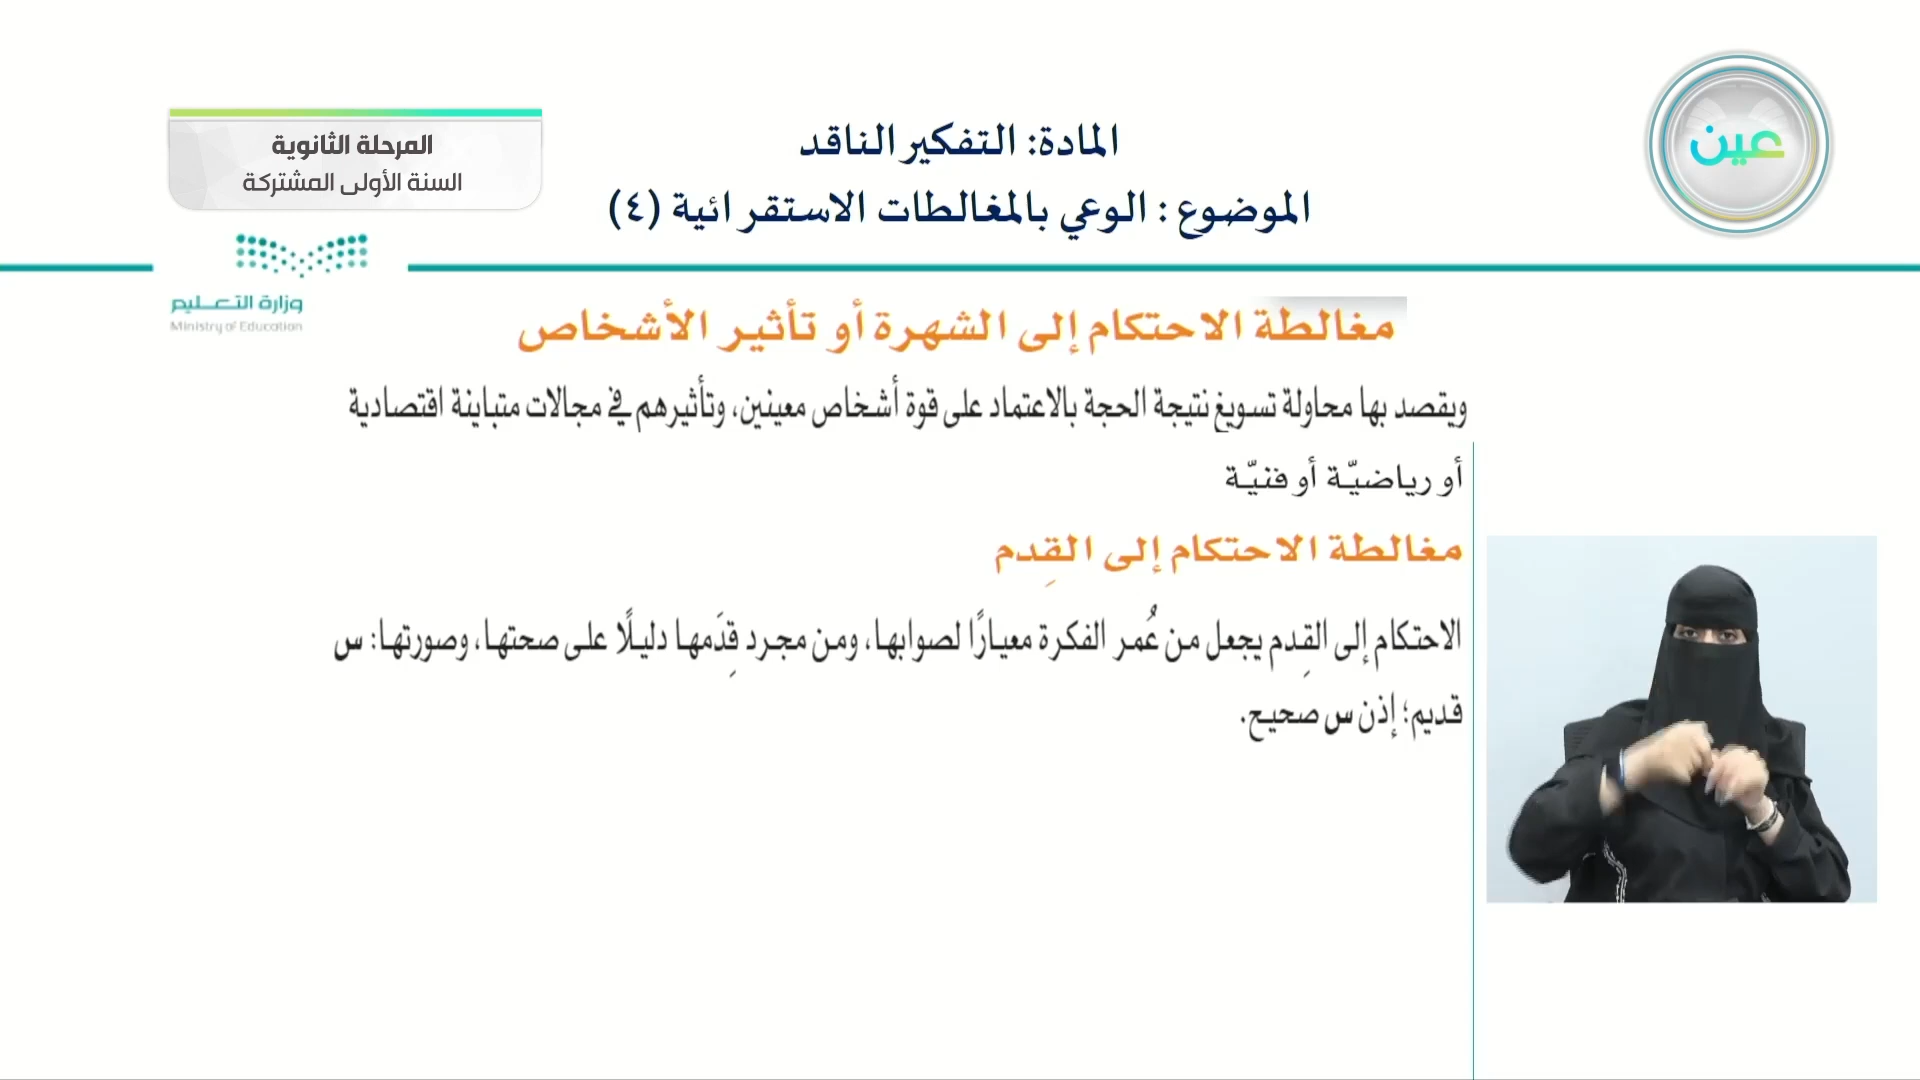 المادة: التفكير الناقد
الموضوع : الوعي بالمغالطات الاستقرائية (٤)
عين
المرحلة الثانوية
السنة الأولى المشتركة
وزارة التعليم
Ministry of Education
مغالطة الاحتكام إلى الشهرة أو تأثير الأشخاص
ويقصد بها محاولة تسويغ نتيجة الحجة بالاعتماد على قوة أشخاص معينين، وتأثيرهم في مجالات متباينة اقتصادية
أو رياضيّة أو فنيّة
مغالطة الاحتكام إلى القِدم
الاحتكام إلى القِدم يجعل من عُمر الفكرة معيارًا لصوابها، ومن مجرد قِدَمها دليلًا على صحتها، وصورتها: س
قديم؛ إذن س صحيح.